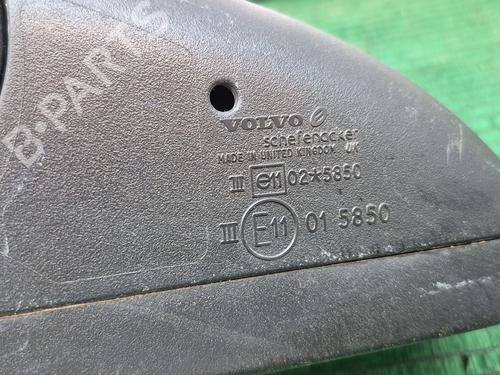 B-PARTS
VOLVO
schefenacker
MADE IN UNITED KINGDOM UK
III e11 02*5850
III E11 01 5850